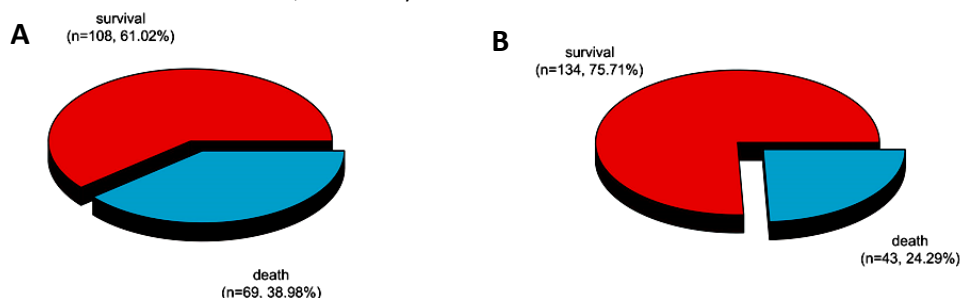 A
survival
(n=108, 61.02%)
death
(n=69, 38.98%)
B
survival
(n=134, 75.71%)
death
(n=43, 24.29%)